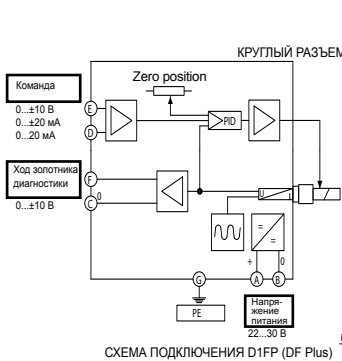 КРУГЛЫЙ РАЗЪЕМ
Команда
0...±10 В
0...±20 мА
0...20 мА
Zero position
E
D
PID
Ход золотника
диагностики
0...±10 В
F
C
0
U
=
=
+
0
G
A
B
PE
Напря-
жение
питания
22...30 В
СХЕМА ПОДКЛЮЧЕНИЯ D1FP (DF Plus)